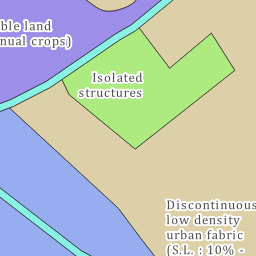 ble land
nual crops)
Isolated
structures
Discontinuous
low density
urban fabric
(S.L. : 10% -